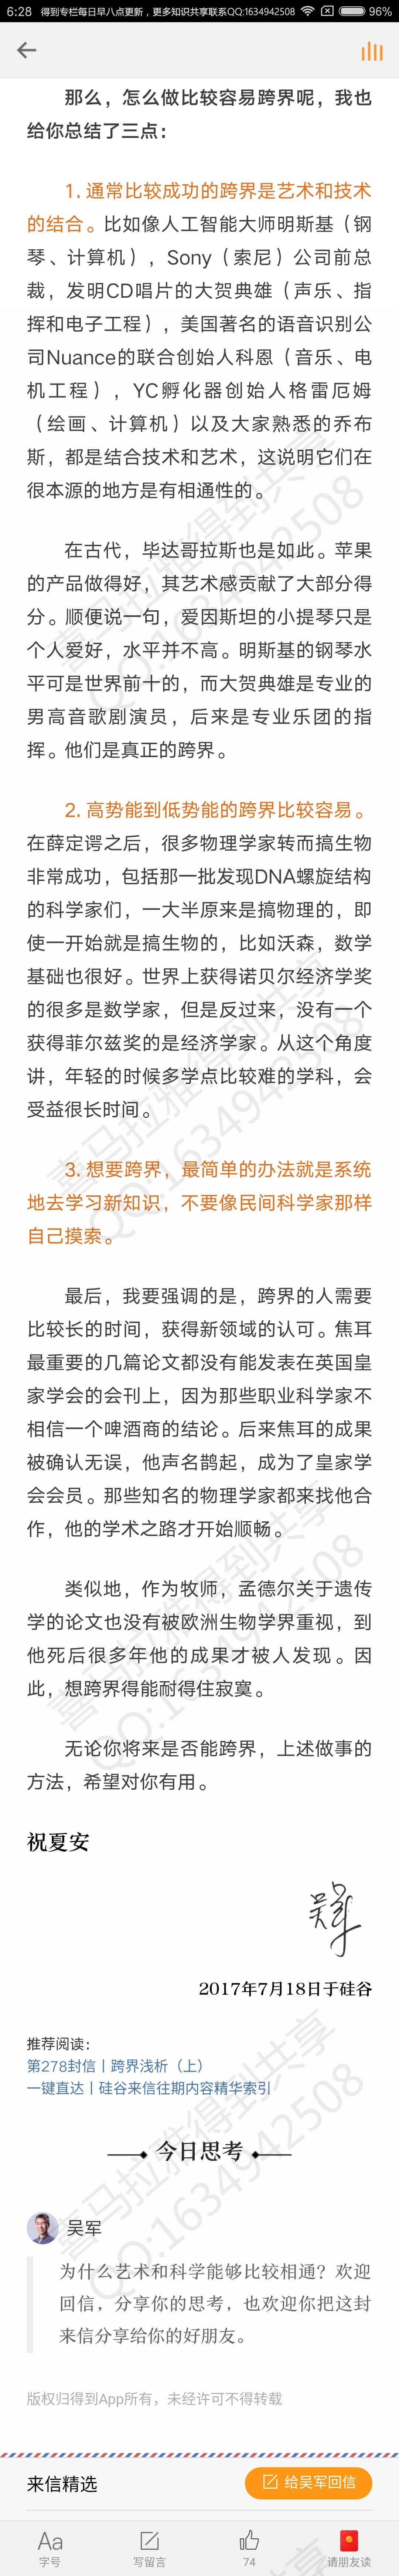 6:28 得到专栏每日早八点更新，更多知识共享联系QQ:1634942508 96%
那么，怎么做比较容易跨界呢，我也
给你总结了三点：
1. 通常比较成功的跨界是艺术和技术
的结合。比如像人工智能大师明斯基（钢
琴、计算机），Sony（索尼）公司前总
裁，发明CD唱片的大贺典雄（声乐、指
挥和电子工程），美国著名的语音识别公
司Nuance的联合创始人科恩（音乐、电
机工程），YC孵化器创始人格雷厄姆
（绘画、计算机）以及大家熟悉的乔布
斯，都是结合技术和艺术，这说明它们在
很本源的地方是有相通性的。
在古代，毕达哥拉斯也是如此。苹果
的产品做得好，其艺术感贡献了大部分得
分。顺便说一句，爱因斯坦的小提琴只是
个人爱好，水平并不高。明斯基的钢琴水
平可是世界前十的，而大贺典雄是专业的
男高音歌剧演员，后来是专业乐团的指
挥。他们是真正的跨界。
2. 高势能到低势能的跨界比较容易。
在薛定谔之后，很多物理学家转而搞生物
非常成功，包括那一批发现DNA螺旋结构
的科学家们，一大半原来是搞物理的，即
使一开始就是搞生物的，比如沃森，数学
基础也很好。世界上获得诺贝尔经济学奖
的很多是数学家，但是反过来，没有一个
获得菲尔兹奖的是经济学家。从这个角度
讲，年轻的时候多学点比较难的学科，会
受益很长时间。
3. 想要跨界，最简单的办法就是系统
地去学习新知识，不要像民间科学家那样
自己摸索。
最后，我要强调的是，跨界的人需要
比较长的时间，获得新领域的认可。焦耳
最重要的几篇论文都没有能发表在英国皇
家学会的会刊上，因为那些职业科学家不
相信一个啤酒商的结论。后来焦耳的成果
被确认无误，他声名鹊起，成为了皇家学
会会员。那些知名的物理学家都来找他合
作，他的学术之路才开始顺畅。
类似地，作为牧师，孟德尔关于遗传
学的论文也没有被欧洲生物学界重视，到
他死后很多年他的成果才被人发现。因
此，想跨界得能耐得住寂寞。
无论你将来是否能跨界，上述做事的
方法，希望对你有用。
祝夏安
吴军
2017年7月18日于硅谷
推荐阅读：
第278封信丨跨界浅析（上）
一键直达丨硅谷来信往期内容精华索引
今日思考
吴军
为什么艺术和科学能够比较相通？欢迎
回信，分享你的思考，也欢迎你把这封
来信分享给你的好朋友。
版权归得到App所有，未经许可不得转载
来信精选 给吴军回信
Aa 字号 写留言 74 请朋友读
喜马拉雅得到共享
QQ:1634942508
喜马拉雅得到共享
QQ:1634942508
喜马拉雅得到共享
QQ:1634942508
喜马拉雅得到共享
QQ:1634942508